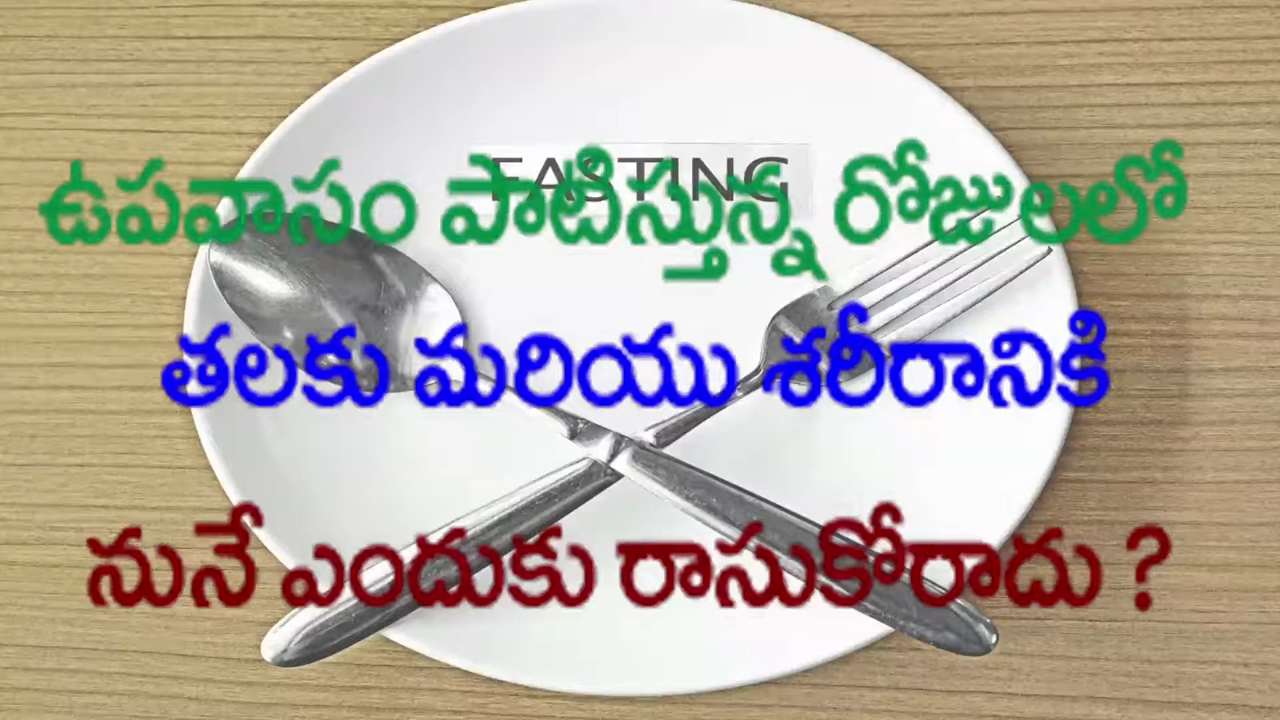 FASTING
ఉపవాసం పాటిస్తున్న రోజులలో
తలకు మరియు శరీరానికి
నునే ఎందుకు రాసుకోరాదు ?